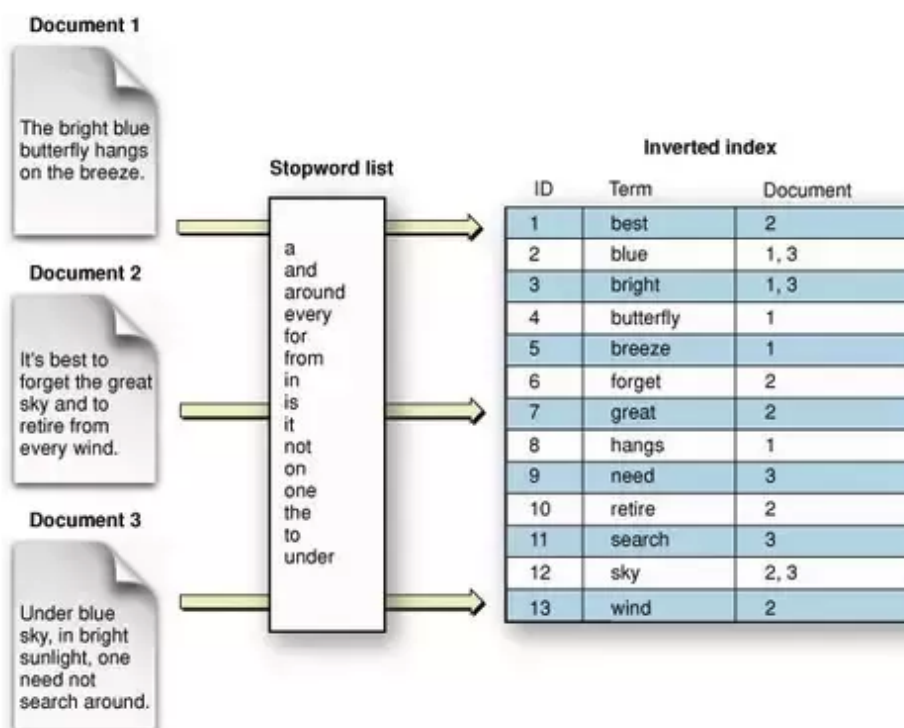 Document 1
The bright blue
butterfly hangs
on the breeze.
Document 2
It's best to
forget the great
sky and to
retire from
every wind.
Document 3
Under blue
sky, in bright
sunlight, one
need not
search around.
Stopword list
a
and
around
every
for
from
in
is
it
not
on
one
the
to
under
Inverted index
ID Term Document
1 best 2
2 blue 1, 3
3 bright 1, 3
4 butterfly 1
5 breeze 1
6 forget 2
7 great 2
8 hangs 1
9 need 3
10 retire 2
11 search 3
12 sky 2, 3
13 wind 2